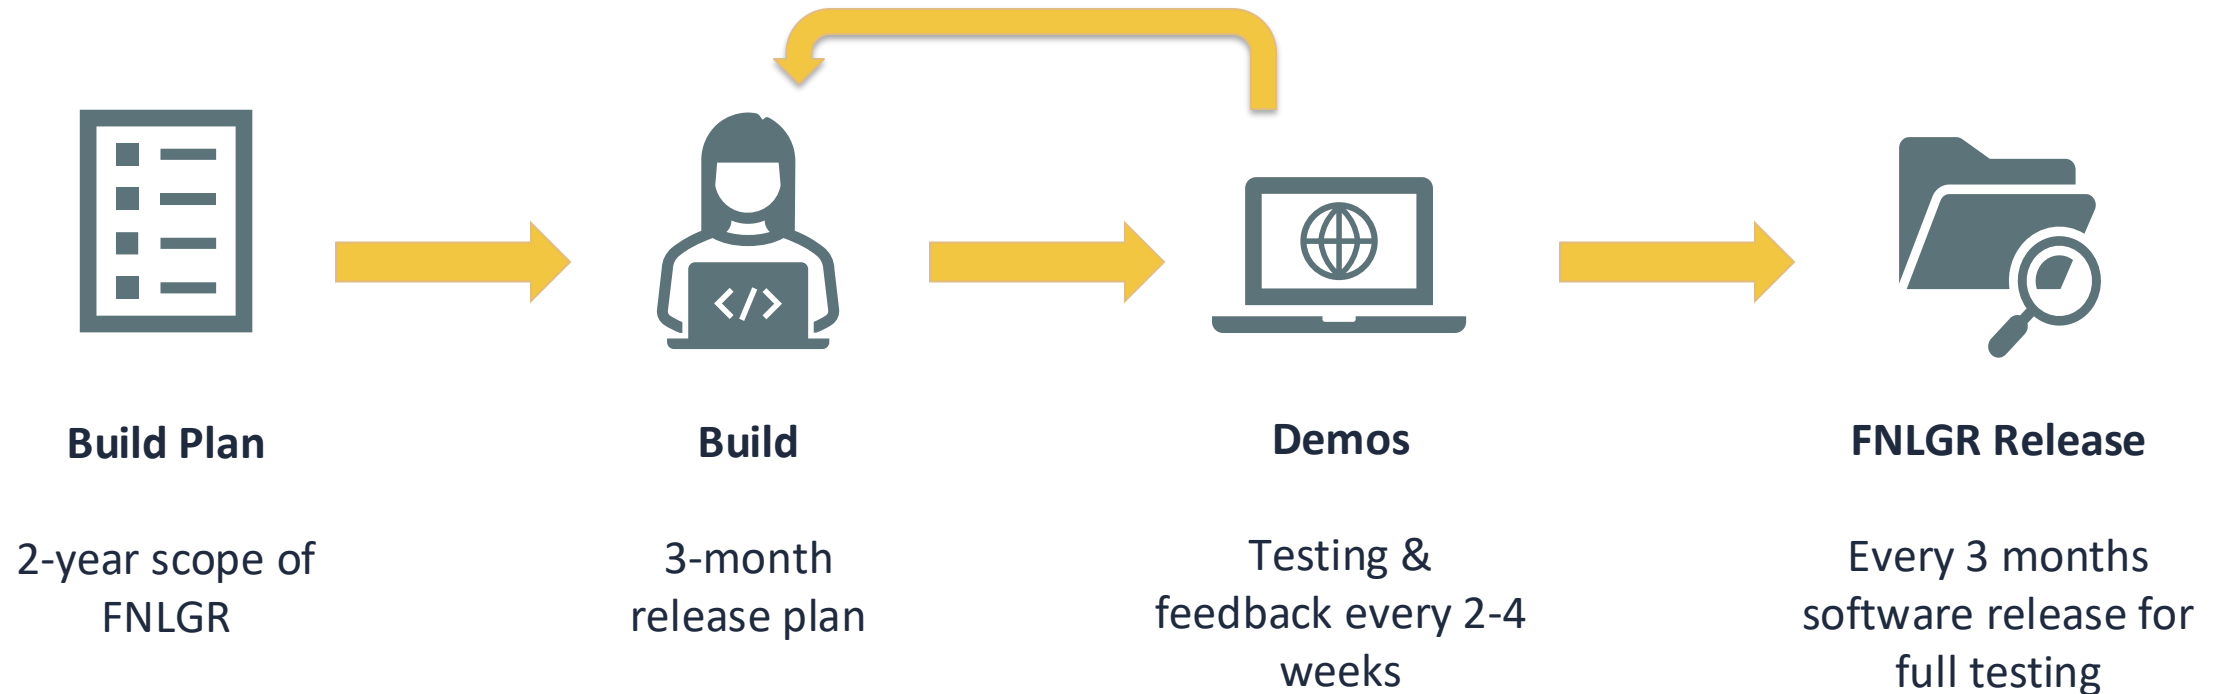 Build Plan
2-year scope of
FNLGR
Build
3-month
release plan
</>
Demos
Testing &
feedback every 2-4
weeks
FNLGR Release
Every 3 months
software release for
full testing